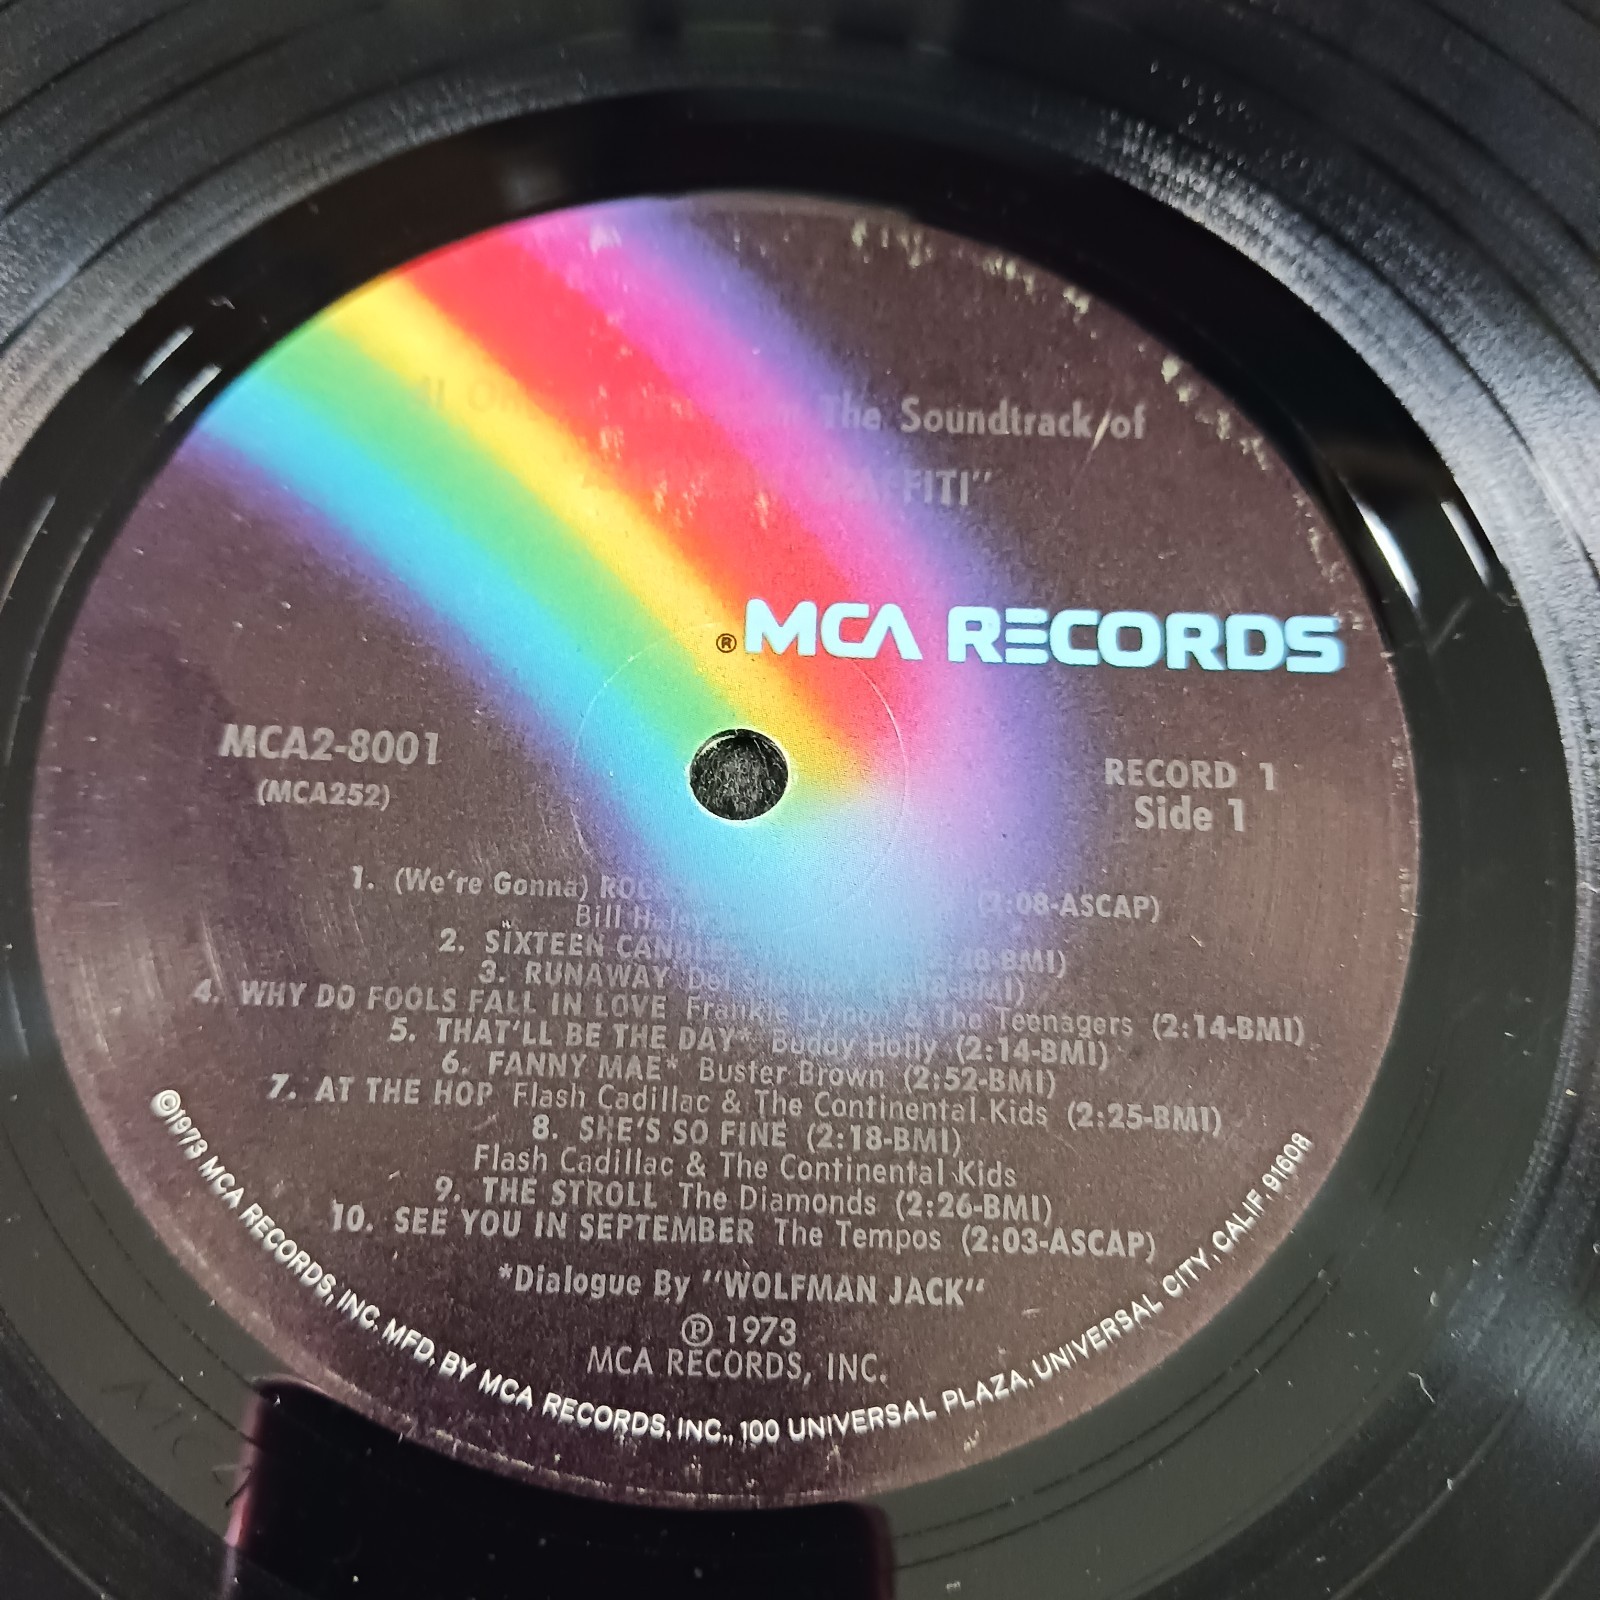 The Soundtrack of
FITI"
® MCA RECORDS
MCA2-8001
(MCA252)
RECORD 1
Side 1
1. (We're Gonna) ROCK (2:08-ASCAP)
Bill Haley
2. SIXTEEN CANDLES BMI)
3. RUNAWAY Del BMI)
4. WHY DO FOOLS FALL IN LOVE Frankie Lymon & The Teenagers (2:14-BMI)
5. THAT'LL BE THE DAY* Buddy Holly (2:14-BMI)
6. FANNY MAE* Buster Brown (2:52-BMI)
7. AT THE HOP Flash Cadillac & The Continental Kids (2:25-BMI)
8. SHE'S SO FINE (2:18-BMI)
Flash Cadillac & The Continental Kids
9. THE STROLL The Diamonds (2:26-BMI)
10. SEE YOU IN SEPTEMBER The Tempos (2:03-ASCAP)
*Dialogue By "WOLFMAN JACK"
℗ 1973
MCA RECORDS, INC.
©1973 MCA RECORDS, INC. MFD. BY MCA RECORDS, INC., 100 UNIVERSAL PLAZA, UNIVERSAL CITY, CALIF. 91608